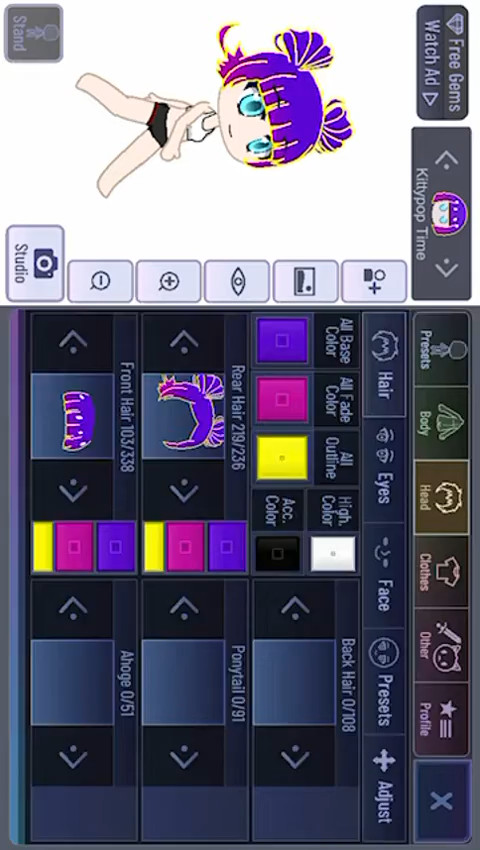 Free Gems
Watch Ad
Kittypop Time
Stand
Studio
Presets
Body
Head
Clothes
Other
Profile
X
Hair
Eyes
Face
Presets
Adjust
All Base
Color
All Fade
Color
All
Outline
High.
Color
Acc.
Color
Back Hair 0/108
Rear Hair 219/236
Ponytail 0/91
Front Hair 103/338
Ahoge 0/51